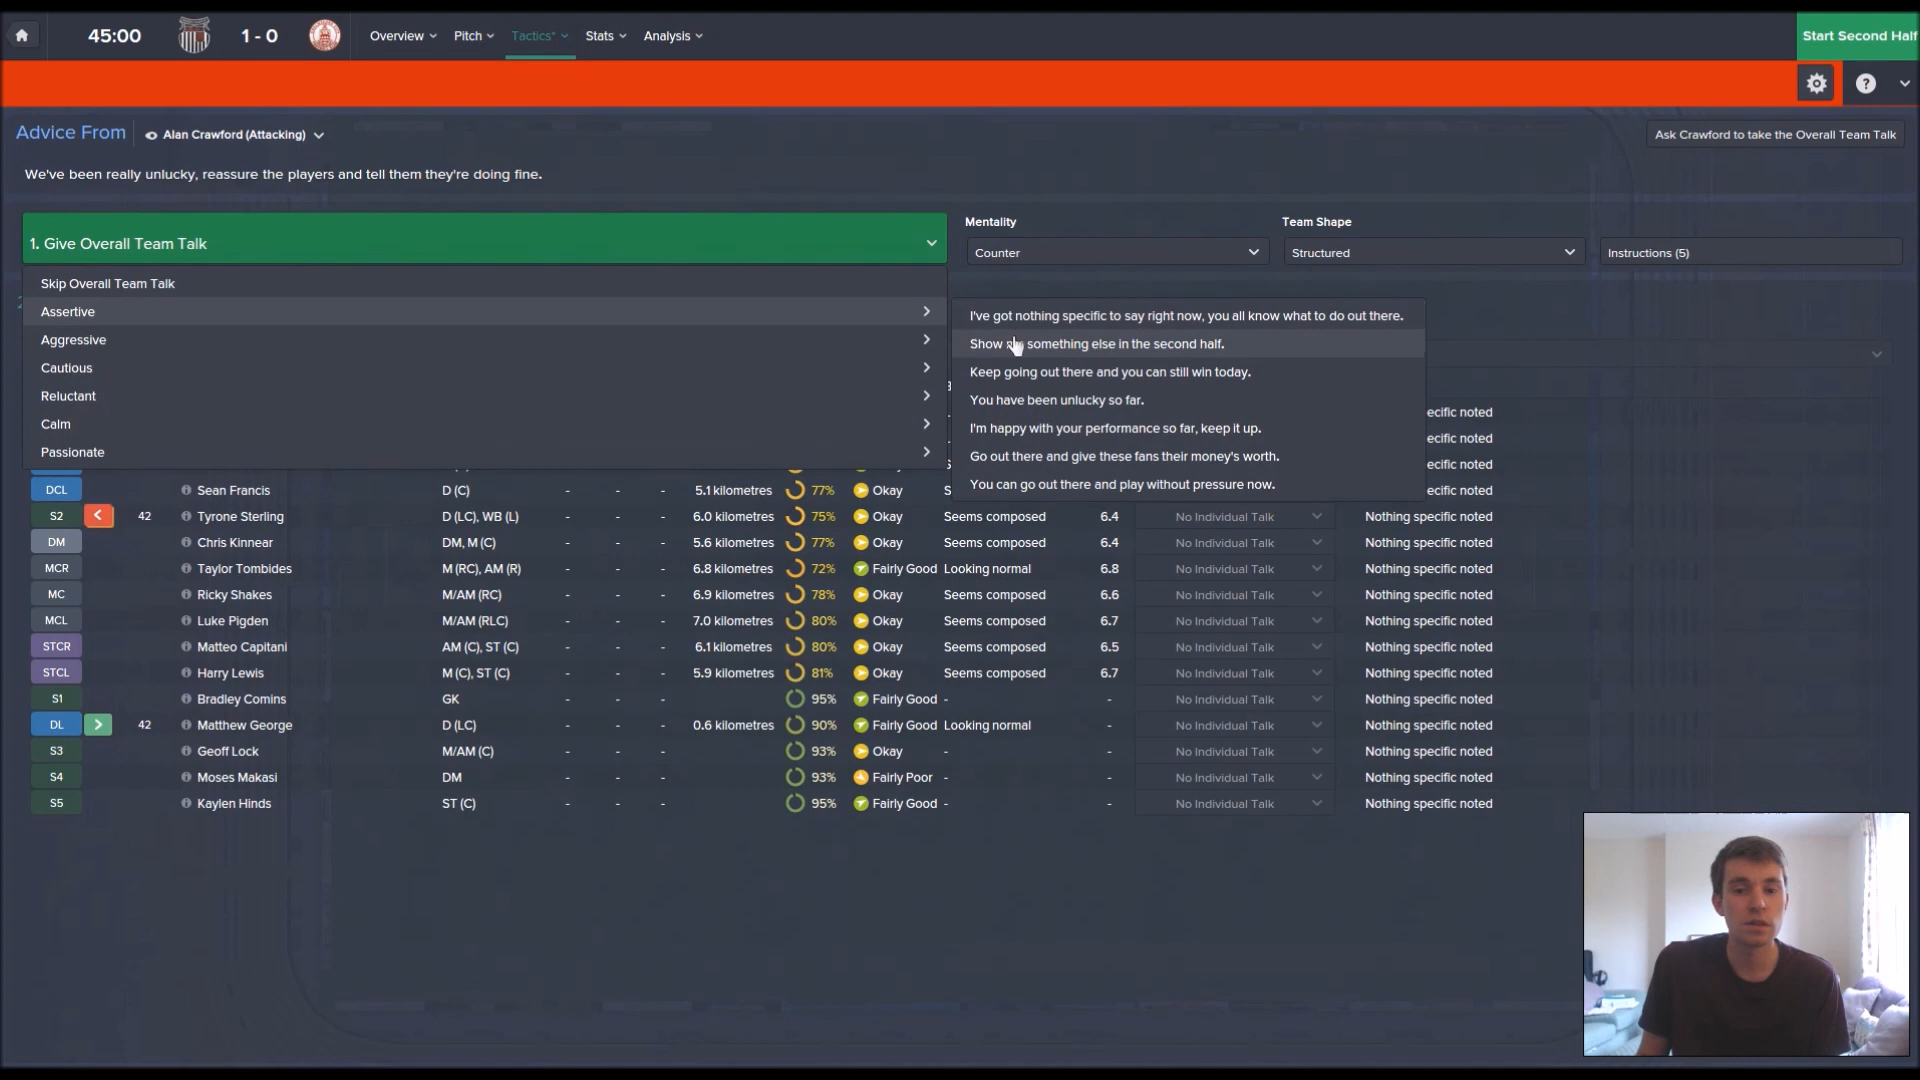 45:00
1 - 0
Overview
Pitch
Tactics*
Stats
Analysis
Start Second Half
?
Advice From
Alan Crawford (Attacking)
Ask Crawford to take the Overall Team Talk
We've been really unlucky, reassure the players and tell them they're doing fine.
1. Give Overall Team Talk
Mentality
Team Shape
Counter
Structured
Instructions (5)
Skip Overall Team Talk
Assertive
Aggressive
Cautious
Reluctant
Calm
Passionate
I've got nothing specific to say right now, you all know what to do out there.
Show something else in the second half.
Keep going out there and you can still win today.
You have been unlucky so far.
I'm happy with your performance so far, keep it up.
Go out there and give these fans their money's worth.
You can go out there and play without pressure now.
ecific noted
ecific noted
ecific noted
DCL Sean Francis D (C) - - - 5.1 kilometres 77% Okay
ecific noted
S2 42 Tyrone Sterling D (LC), WB (L) - - - 6.0 kilometres 75% Okay Seems composed 6.4 No Individual Talk Nothing specific noted
DM Chris Kinnear DM, M (C) - - - 5.6 kilometres 77% Okay Seems composed 6.4 No Individual Talk Nothing specific noted
MCR Taylor Tombides M (RC), AM (R) - - - 6.8 kilometres 72% Fairly Good Looking normal 6.8 No Individual Talk Nothing specific noted
MC Ricky Shakes M/AM (RC) - - - 6.9 kilometres 78% Okay Seems composed 6.6 No Individual Talk Nothing specific noted
MCL Luke Pigden M/AM (RLC) - - - 7.0 kilometres 80% Okay Seems composed 6.7 No Individual Talk Nothing specific noted
STCR Matteo Capitani AM (C), ST (C) - - - 6.1 kilometres 80% Okay Seems composed 6.5 No Individual Talk Nothing specific noted
STCL Harry Lewis M (C), ST (C) - - - 5.9 kilometres 81% Okay Seems composed 6.7 No Individual Talk Nothing specific noted
S1 Bradley Comins GK - - - 95% Fairly Good - - No Individual Talk Nothing specific noted
DL 42 Matthew George D (LC) - - - 0.6 kilometres 90% Fairly Good Looking normal - No Individual Talk Nothing specific noted
S3 Geoff Lock M/AM (C) - - - 93% Okay - - No Individual Talk Nothing specific noted
S4 Moses Makasi DM - - - 93% Fairly Poor - - No Individual Talk Nothing specific noted
S5 Kaylen Hinds ST (C) - - - 95% Fairly Good - - No Individual Talk Nothing specific noted